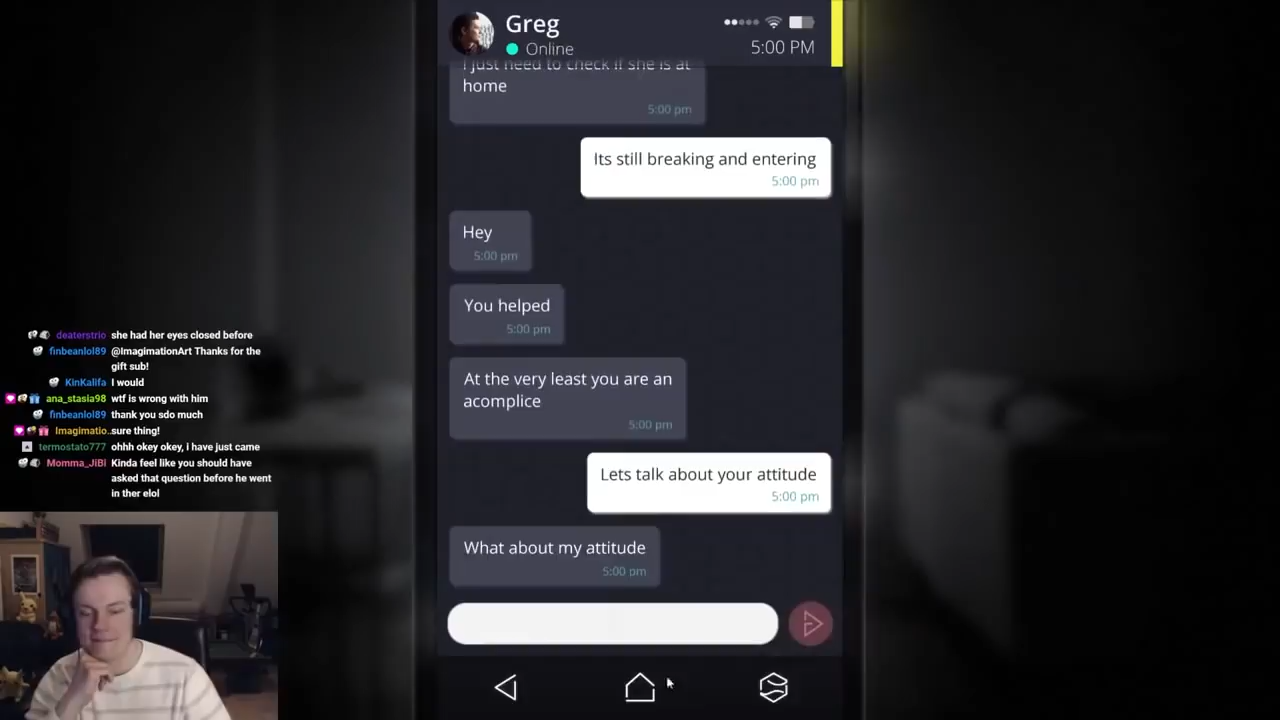 Greg
Online
5:00 PM
I just need to check if she is at
home
5:00 pm
Its still breaking and entering
5:00 pm
Hey
5:00 pm
You helped
5:00 pm
At the very least you are an
acomplice
5:00 pm
Lets talk about your attitude
5:00 pm
What about my attitude
5:00 pm
deaterstrio she had her eyes closed before
finbeanlol89 @ImagimationArt Thanks for the
gift sub!
KinKalifa I would
ana_stasia98 wtf is wrong with him
finbeanlol89 thank you sdo much
Imagimatio.. sure thing!
termostato777 ohhh okey okey, i have just came
Momma_JiBi Kinda feel like you should have
asked that question before he went
in ther elol